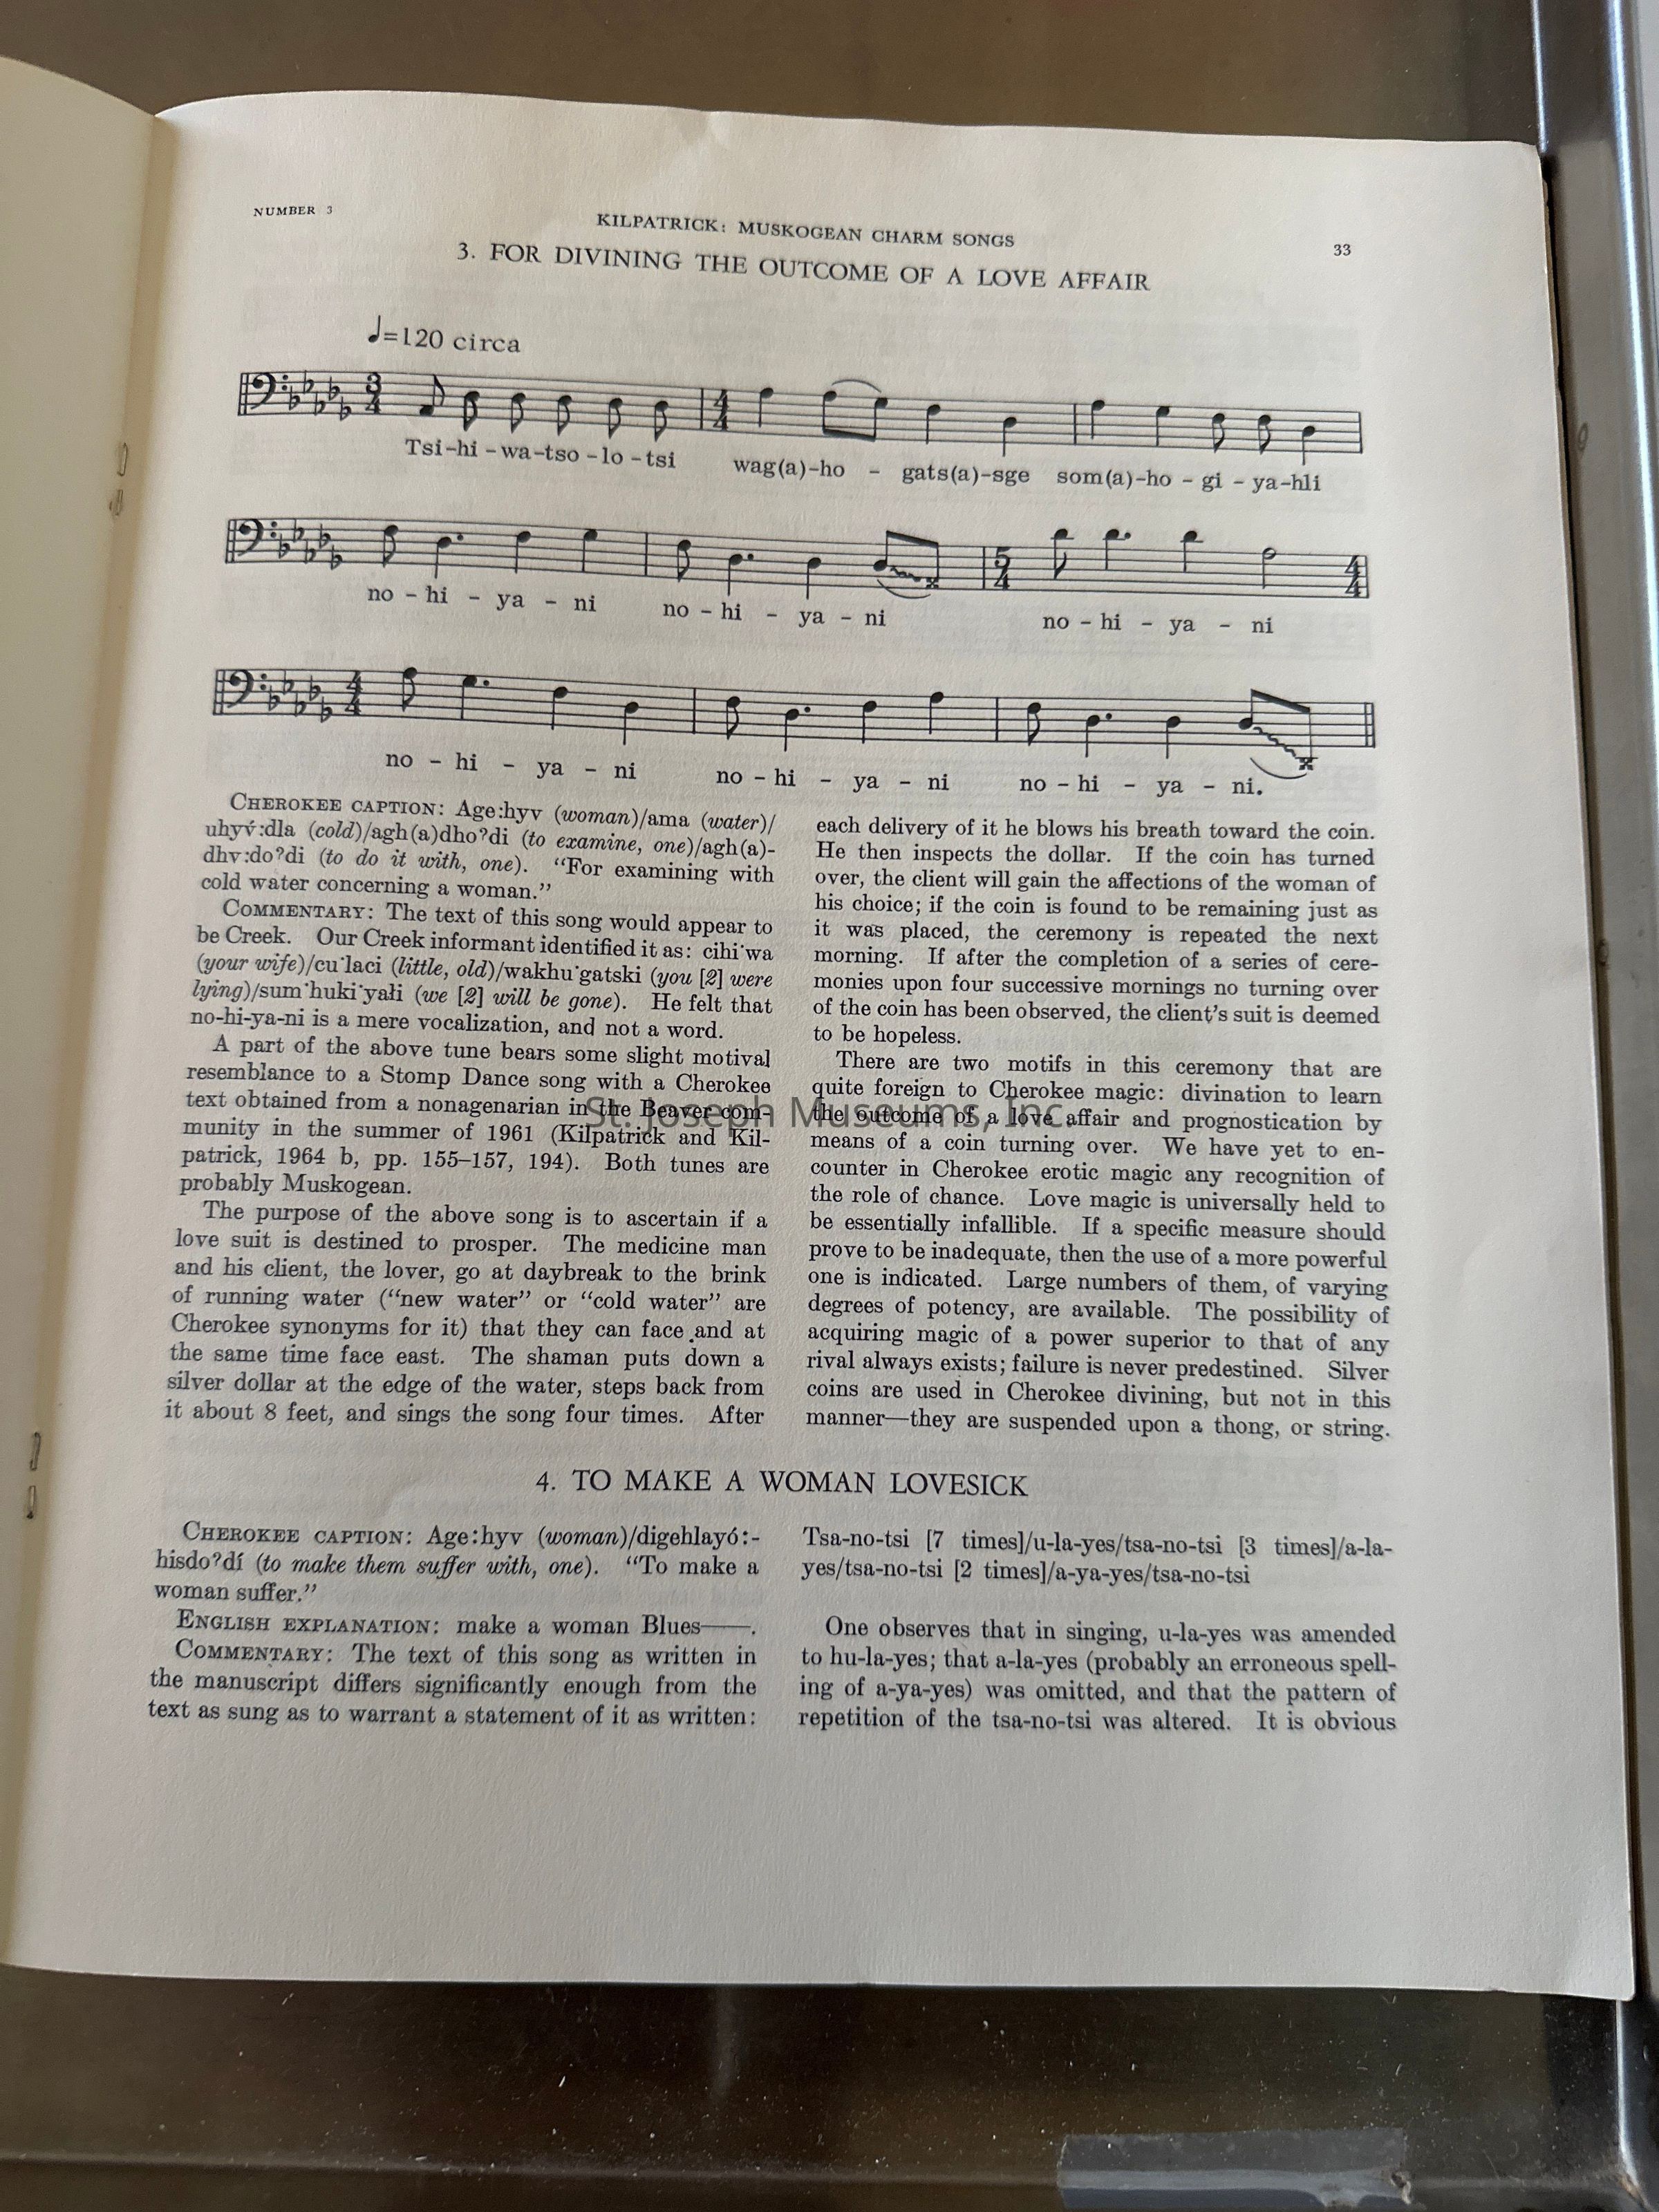 NUMBER 3
KILPATRICK: MUSKOGEAN CHARM SONGS
33
3. FOR DIVINING THE OUTCOME OF A LOVE AFFAIR
♩=120 circa
3 4
4 4
Tsi-hi-wa-tso-lo-tsi wag(a)-ho - gats(a)-sge som(a)-ho-gi-ya-hli
5 4
4 4
no-hi-ya-ni no-hi-ya-ni no-hi-ya-ni
4 4
no-hi-ya-ni no-hi-ya-ni no-hi-ya-ni.
CHEROKEE CAPTION: Age:hyv (woman)/ama (water)/
uhyv́:dla (cold)/agh(a)dho?di (to examine, one)/agh(a)-
dhv:do?di (to do it with, one). “For examining with
cold water concerning a woman.”
COMMENTARY: The text of this song would appear to
be Creek. Our Creek informant identified it as: cihi˙wa
(your wife)/cu˙laci (little, old)/wakhu˙gatski (you [2] were
lying)/sum˙huki˙yałi (we [2] will be gone). He felt that
no-hi-ya-ni is a mere vocalization, and not a word.
A part of the above tune bears some slight motival
resemblance to a Stomp Dance song with a Cherokee
text obtained from a nonagenarian in the Beaver com-
munity in the summer of 1961 (Kilpatrick and Kil-
patrick, 1964 b, pp. 155–157, 194). Both tunes are
probably Muskogean.
The purpose of the above song is to ascertain if a
love suit is destined to prosper. The medicine man
and his client, the lover, go at daybreak to the brink
of running water (“new water” or “cold water” are
Cherokee synonyms for it) that they can face and at
the same time face east. The shaman puts down a
silver dollar at the edge of the water, steps back from
it about 8 feet, and sings the song four times. After
each delivery of it he blows his breath toward the coin.
He then inspects the dollar. If the coin has turned
over, the client will gain the affections of the woman of
his choice; if the coin is found to be remaining just as
it was placed, the ceremony is repeated the next
morning. If after the completion of a series of cere-
monies upon four successive mornings no turning over
of the coin has been observed, the client’s suit is deemed
to be hopeless.
There are two motifs in this ceremony that are
quite foreign to Cherokee magic: divination to learn
the outcome of a love affair and prognostication by
means of a coin turning over. We have yet to en-
counter in Cherokee erotic magic any recognition of
the role of chance. Love magic is universally held to
be essentially infallible. If a specific measure should
prove to be inadequate, then the use of a more powerful
one is indicated. Large numbers of them, of varying
degrees of potency, are available. The possibility of
acquiring magic of a power superior to that of any
rival always exists; failure is never predestined. Silver
coins are used in Cherokee divining, but not in this
manner—they are suspended upon a thong, or string.
St. Joseph Museums, Inc.
4. TO MAKE A WOMAN LOVESICK
CHEROKEE CAPTION: Age:hyv (woman)/digehlayó:-
hisdo?dí (to make them suffer with, one). “To make a
woman suffer.”
ENGLISH EXPLANATION: make a woman Blues——.
COMMENTARY: The text of this song as written in
the manuscript differs significantly enough from the
text as sung as to warrant a statement of it as written:
Tsa-no-tsi [7 times]/u-la-yes/tsa-no-tsi [3 times]/a-la-
yes/tsa-no-tsi [2 times]/a-ya-yes/tsa-no-tsi
One observes that in singing, u-la-yes was amended
to hu-la-yes; that a-la-yes (probably an erroneous spell-
ing of a-ya-yes) was omitted, and that the pattern of
repetition of the tsa-no-tsi was altered. It is obvious